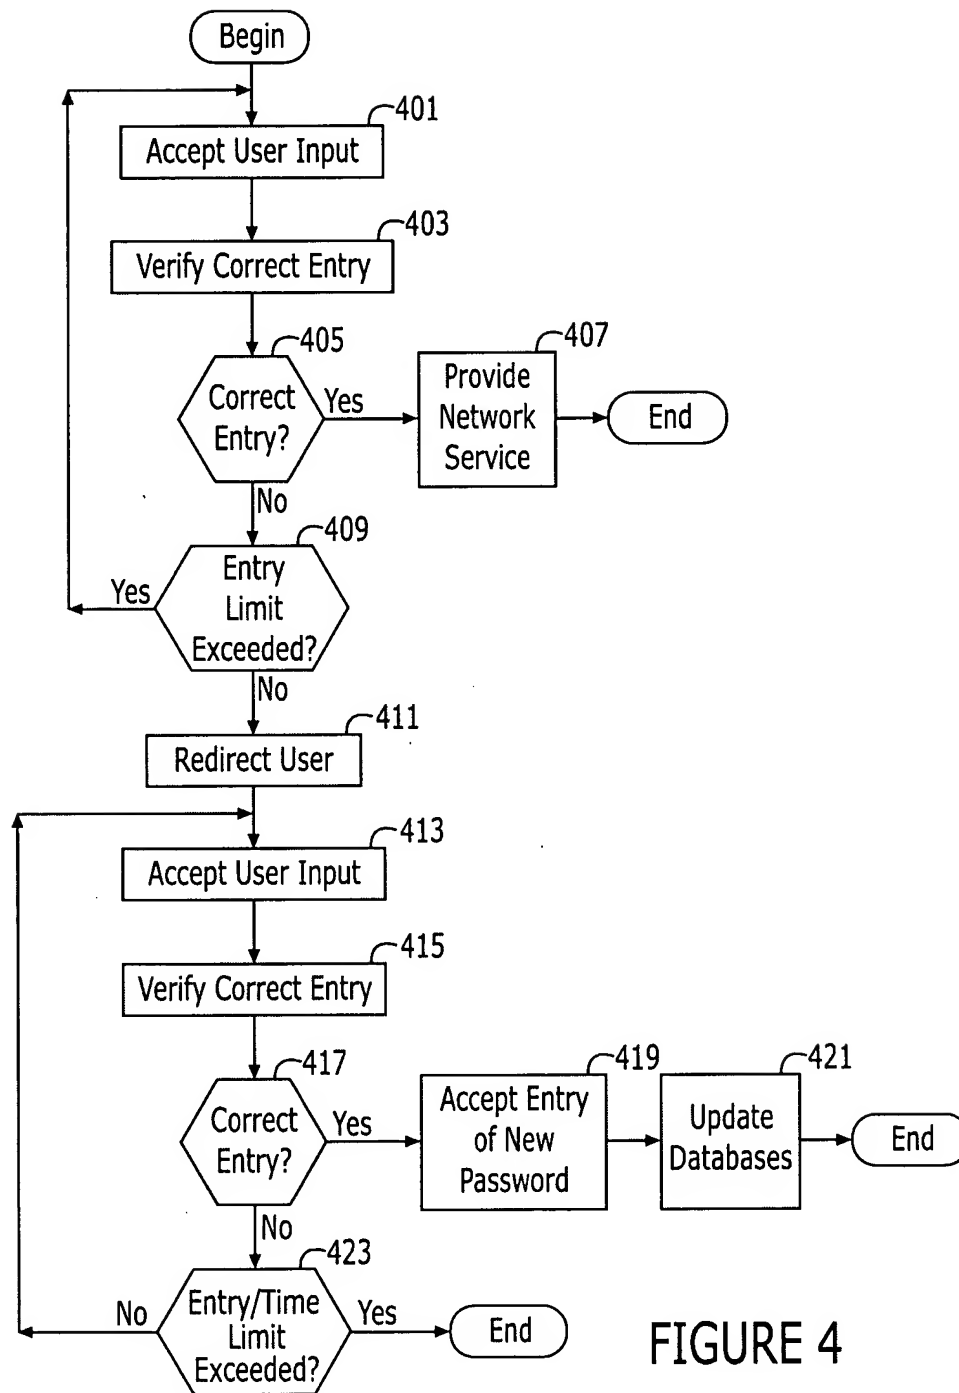 Begin
401
Accept User Input
403
Verify Correct Entry
405
Correct
Entry?
Yes
407
Provide
Network
Service
End
No
409
Entry
Limit
Exceeded?
Yes
No
411
Redirect User
413
Accept User Input
415
Verify Correct Entry
417
Correct
Entry?
Yes
419
Accept Entry
of New
Password
421
Update
Databases
End
No
423
Entry/Time
Limit
Exceeded?
No
Yes
End
FIGURE 4